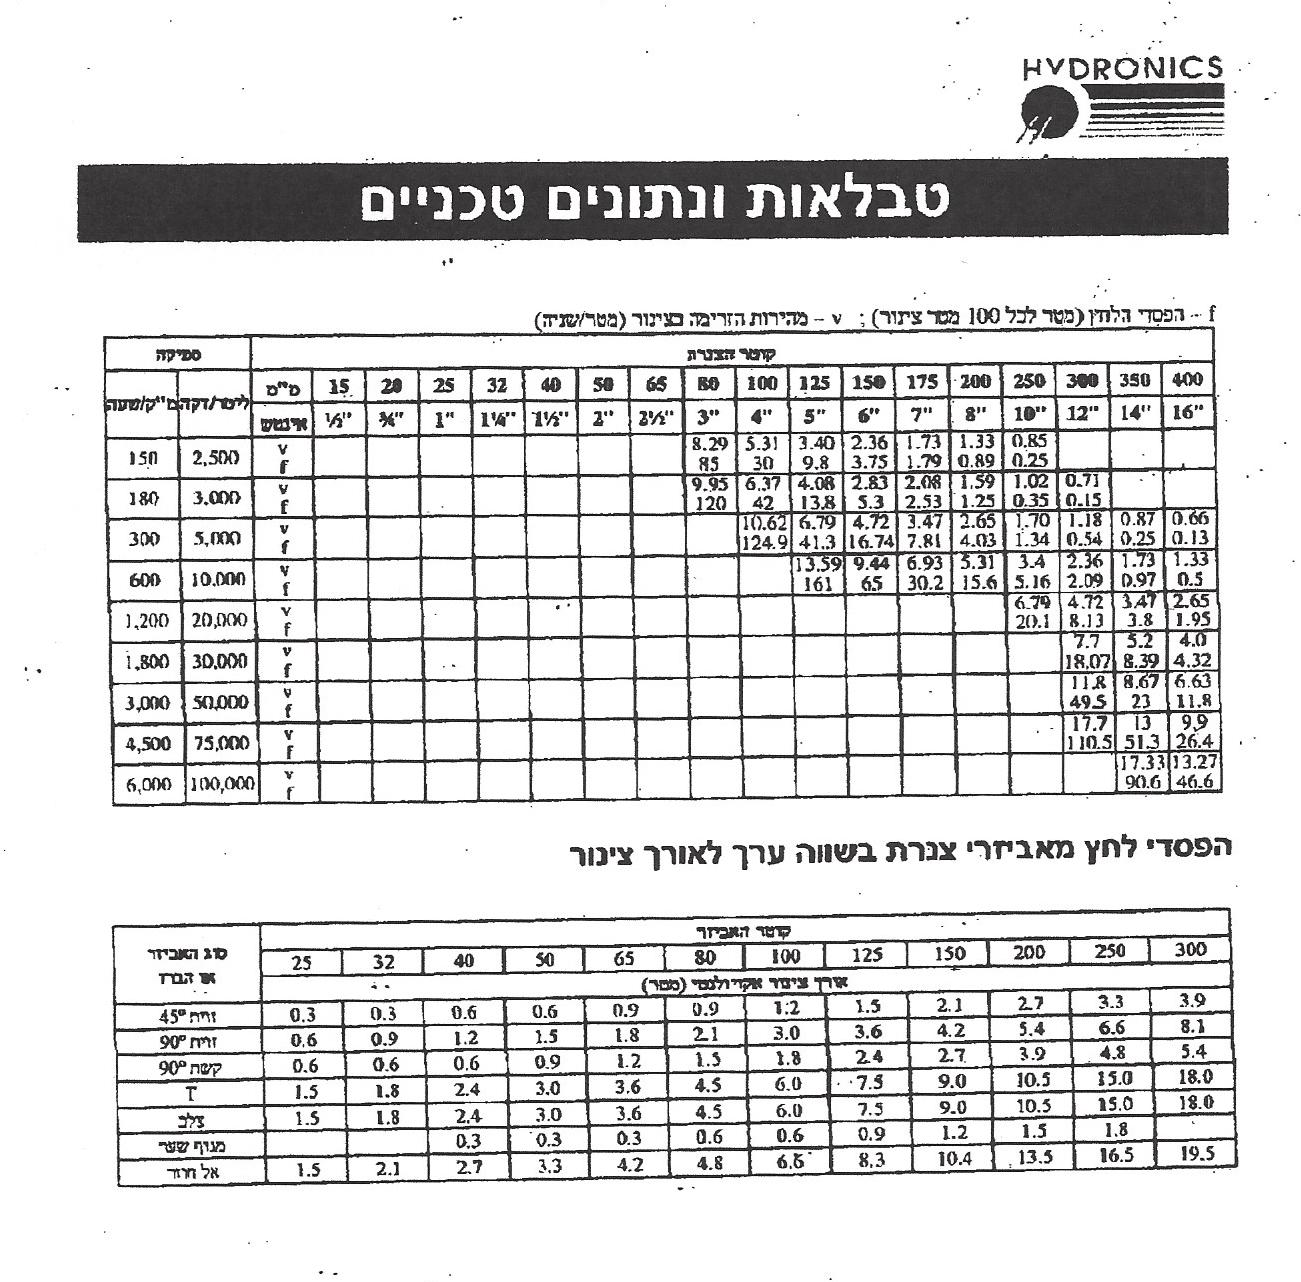 HYDRONICS
טבלאות ונתונים טכניים
f – הפסדי הלחץ (מטר לכל 100 מטר צינור); v – מהירות הזרימה בצינור (מטר/שניה)
ספיקה קוטר הצנרת
מ"ק/שעה ליטר/דקה מ"מ 15 20 25 32 40 50 65 80 100 125 150 175 200 250 300 350 400
אינטש ½" ¾" 1" 1¼" 1½" 2" 2½" 3" 4" 5" 6" 7" 8" 10" 12" 14" 16"
v 8.29 5.31 3.40 2.36 1.73 1.33 0.85
150 2,500 f 85 30 9.8 3.75 1.79 0.89 0.25
v 9.95 6.37 4.08 2.83 2.08 1.59 1.02 0.71
180 3,000 f 120 42 13.8 5.3 2.53 1.25 0.35 0.15
v 10.62 6.79 4.72 3.47 2.65 1.70 1.18 0.87 0.66
300 5,000 f 124.9 41.3 16.74 7.81 4.03 1.34 0.54 0.25 0.13
v 13.59 9.44 6.93 5.31 3.4 2.36 1.73 1.33
600 10,000 f 161 65 30.2 15.6 5.16 2.09 0.97 0.5
v 6.79 4.72 3.47 2.65
1,200 20,000 f 20.1 8.13 3.8 1.95
v 7.7 5.2 4.0
1,800 30,000 f 18.07 8.39 4.32
v 11.8 8.67 6.63
3,000 50,000 f 49.5 23 11.8
v 17.7 13 9.9
4,500 75,000 f 110.5 51.3 26.4
v 17.33 13.27
6,000 100,000 f 90.6 46.6
הפסדי לחץ מאביזרי צנרת בשווה ערך לאורך צינור
סוג האביזר או הברז קוטר האביזר
25 32 40 50 65 80 100 125 150 200 250 300
אורך צינור אקויולנטי (מטר)
זוית 45° 0.3 0.3 0.6 0.6 0.9 0.9 1.2 1.5 2.1 2.7 3.3 3.9
זוית 90° 0.6 0.9 1.2 1.5 1.8 2.1 3.0 3.6 4.2 5.4 6.6 8.1
קשת 90° 0.6 0.6 0.6 0.9 1.2 1.5 1.8 2.4 2.7 3.9 4.8 5.4
T 1.5 1.8 2.4 3.0 3.6 4.5 6.0 7.5 9.0 10.5 15.0 18.0
צלב 1.5 1.8 2.4 3.0 3.6 4.5 6.0 7.5 9.0 10.5 15.0 18.0
מגוף שער 0.3 0.3 0.3 0.6 0.6 0.9 1.2 1.5 1.8
אל חוזר 1.5 2.1 2.7 3.3 4.2 4.8 6.6 8.3 10.4 13.5 16.5 19.5